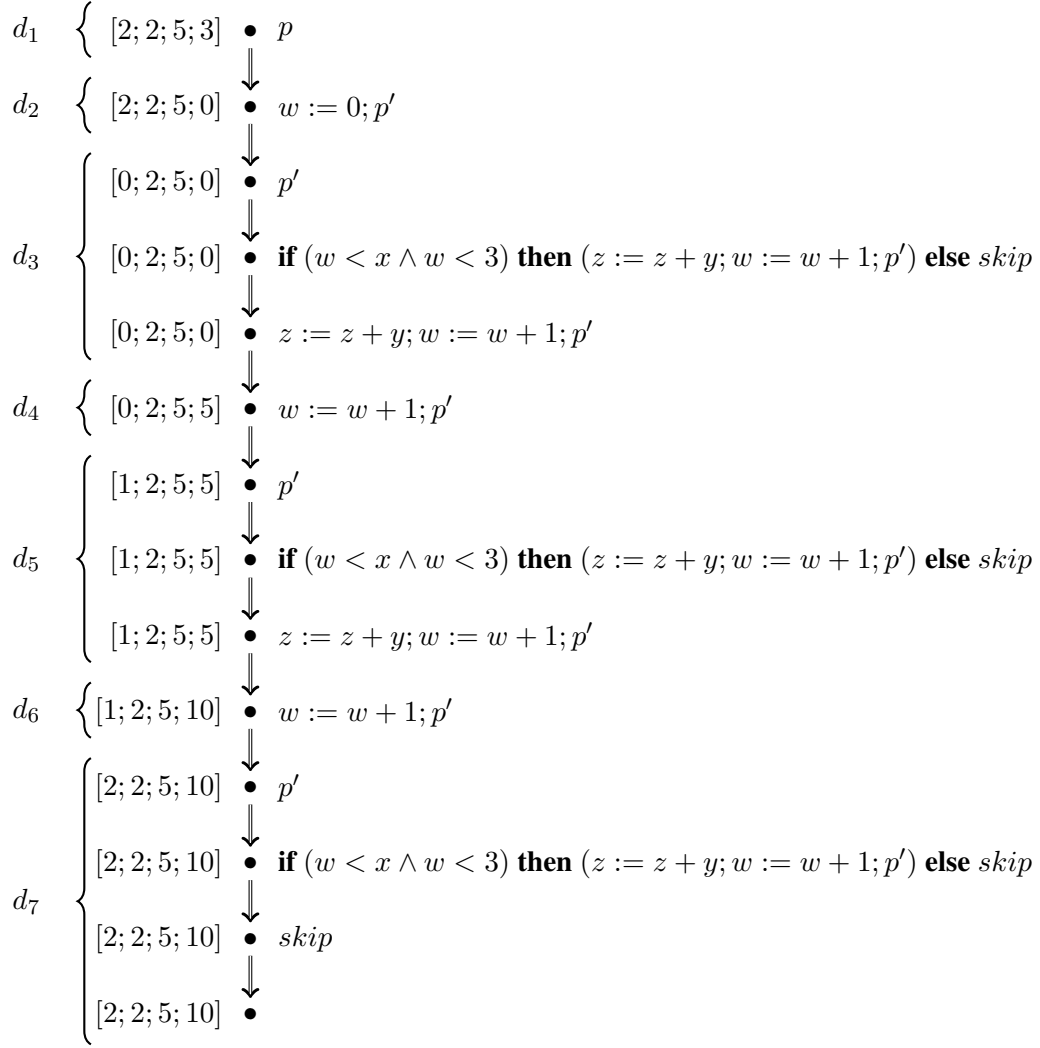 d₁ { [2; 2; 5; 3] • p
d₂ { [2; 2; 5; 0] • w := 0; p′
[0; 2; 5; 0] • p′
d₃ { [0; 2; 5; 0] • if (w < x ∧ w < 3) then (z := z + y; w := w + 1; p′) else skip
[0; 2; 5; 0] • z := z + y; w := w + 1; p′
d₄ { [0; 2; 5; 5] • w := w + 1; p′
[1; 2; 5; 5] • p′
d₅ { [1; 2; 5; 5] • if (w < x ∧ w < 3) then (z := z + y; w := w + 1; p′) else skip
[1; 2; 5; 5] • z := z + y; w := w + 1; p′
d₆ { [1; 2; 5; 10] • w := w + 1; p′
[2; 2; 5; 10] • p′
[2; 2; 5; 10] • if (w < x ∧ w < 3) then (z := z + y; w := w + 1; p′) else skip
d₇ {
[2; 2; 5; 10] • skip
[2; 2; 5; 10] •